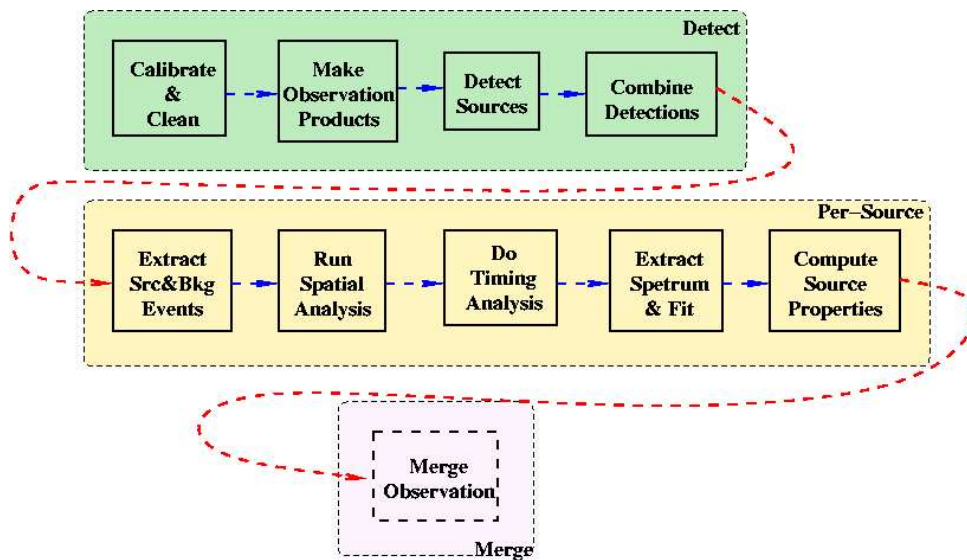 Detect
Calibrate
&
Clean
Make
Observation
Products
Detect
Sources
Combine
Detections
Per-Source
Extract
Src&Bkg
Events
Run
Spatial
Analysis
Do
Timing
Analysis
Extract
Spetrum
& Fit
Compute
Source
Properties
Merge
Observation
Merge